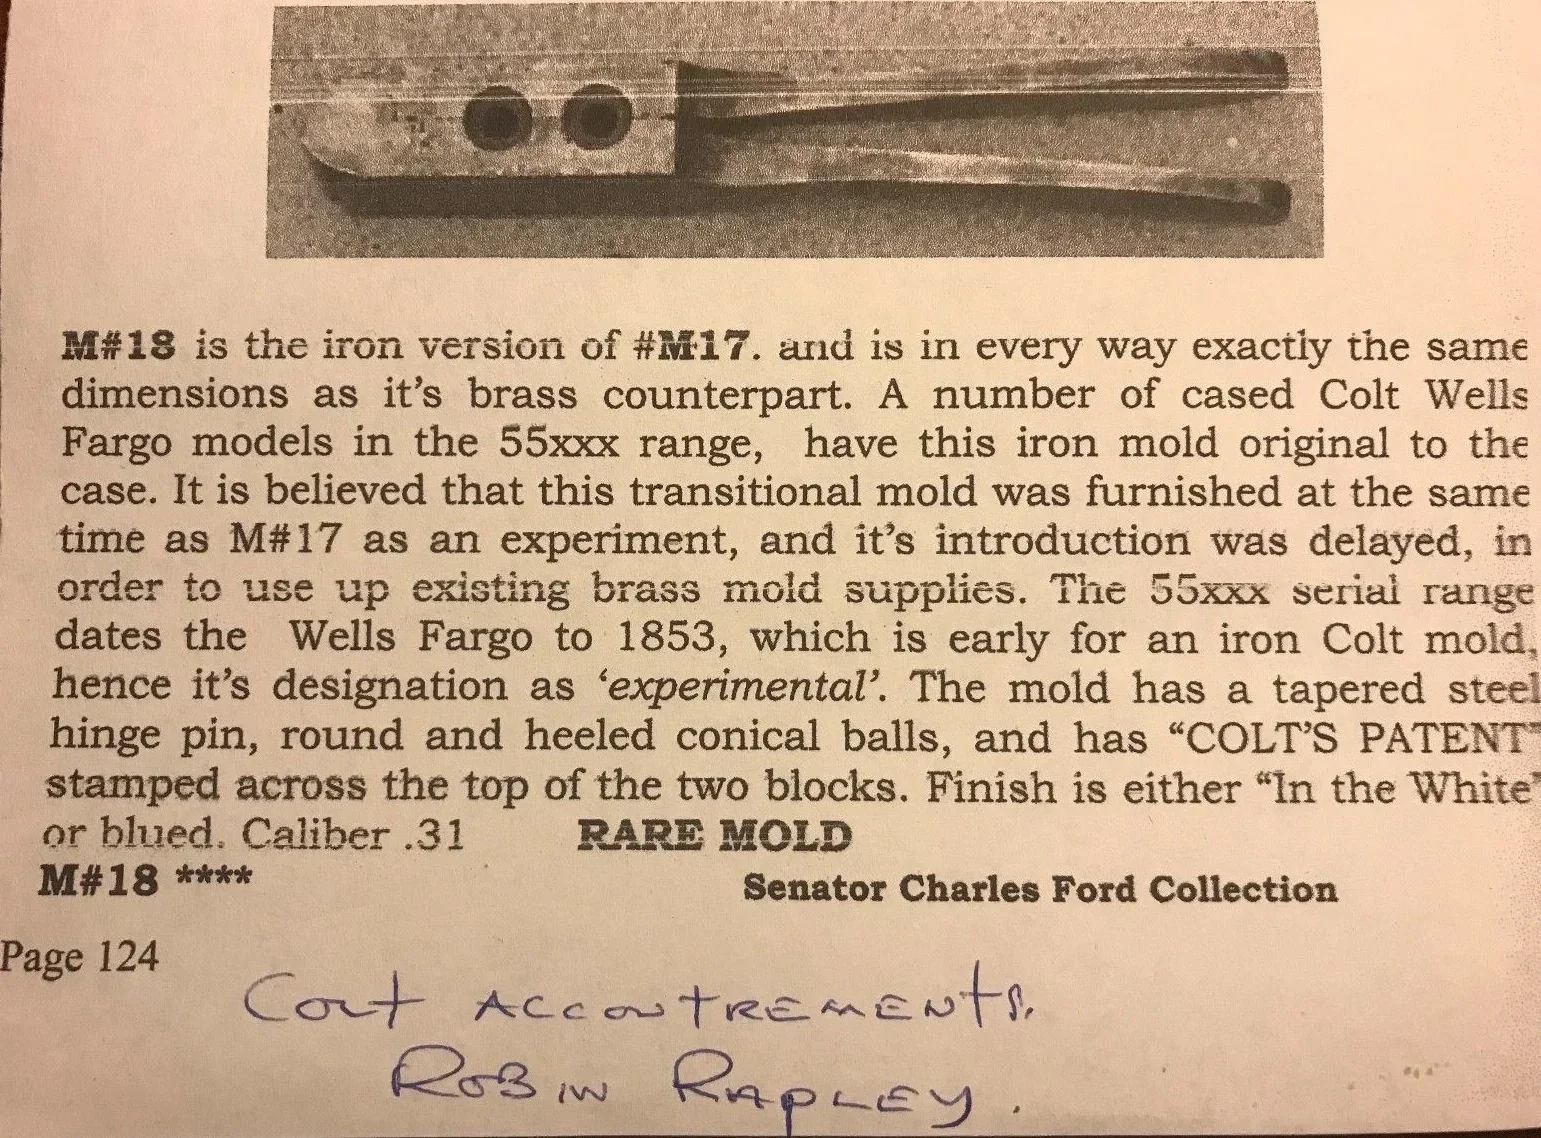 M#18 is the iron version of #M17. and is in every way exactly the same
dimensions as it's brass counterpart. A number of cased Colt Wells
Fargo models in the 55xxx range, have this iron mold original to the
case. It is believed that this transitional mold was furnished at the same
time as M#17 as an experiment, and it's introduction was delayed, in
order to use up existing brass mold supplies. The 55xxx serial range
dates the Wells Fargo to 1853, which is early for an iron Colt mold,
hence it's designation as ‘experimental’. The mold has a tapered steel
hinge pin, round and heeled conical balls, and has “COLT’S PATENT”
stamped across the top of the two blocks. Finish is either “In the White”
or blued. Caliber .31 RARE MOLD
M#18 ****
Senator Charles Ford Collection
Page 124
Colt ACCOUTREMENTS.
ROBIN RAPLEY.